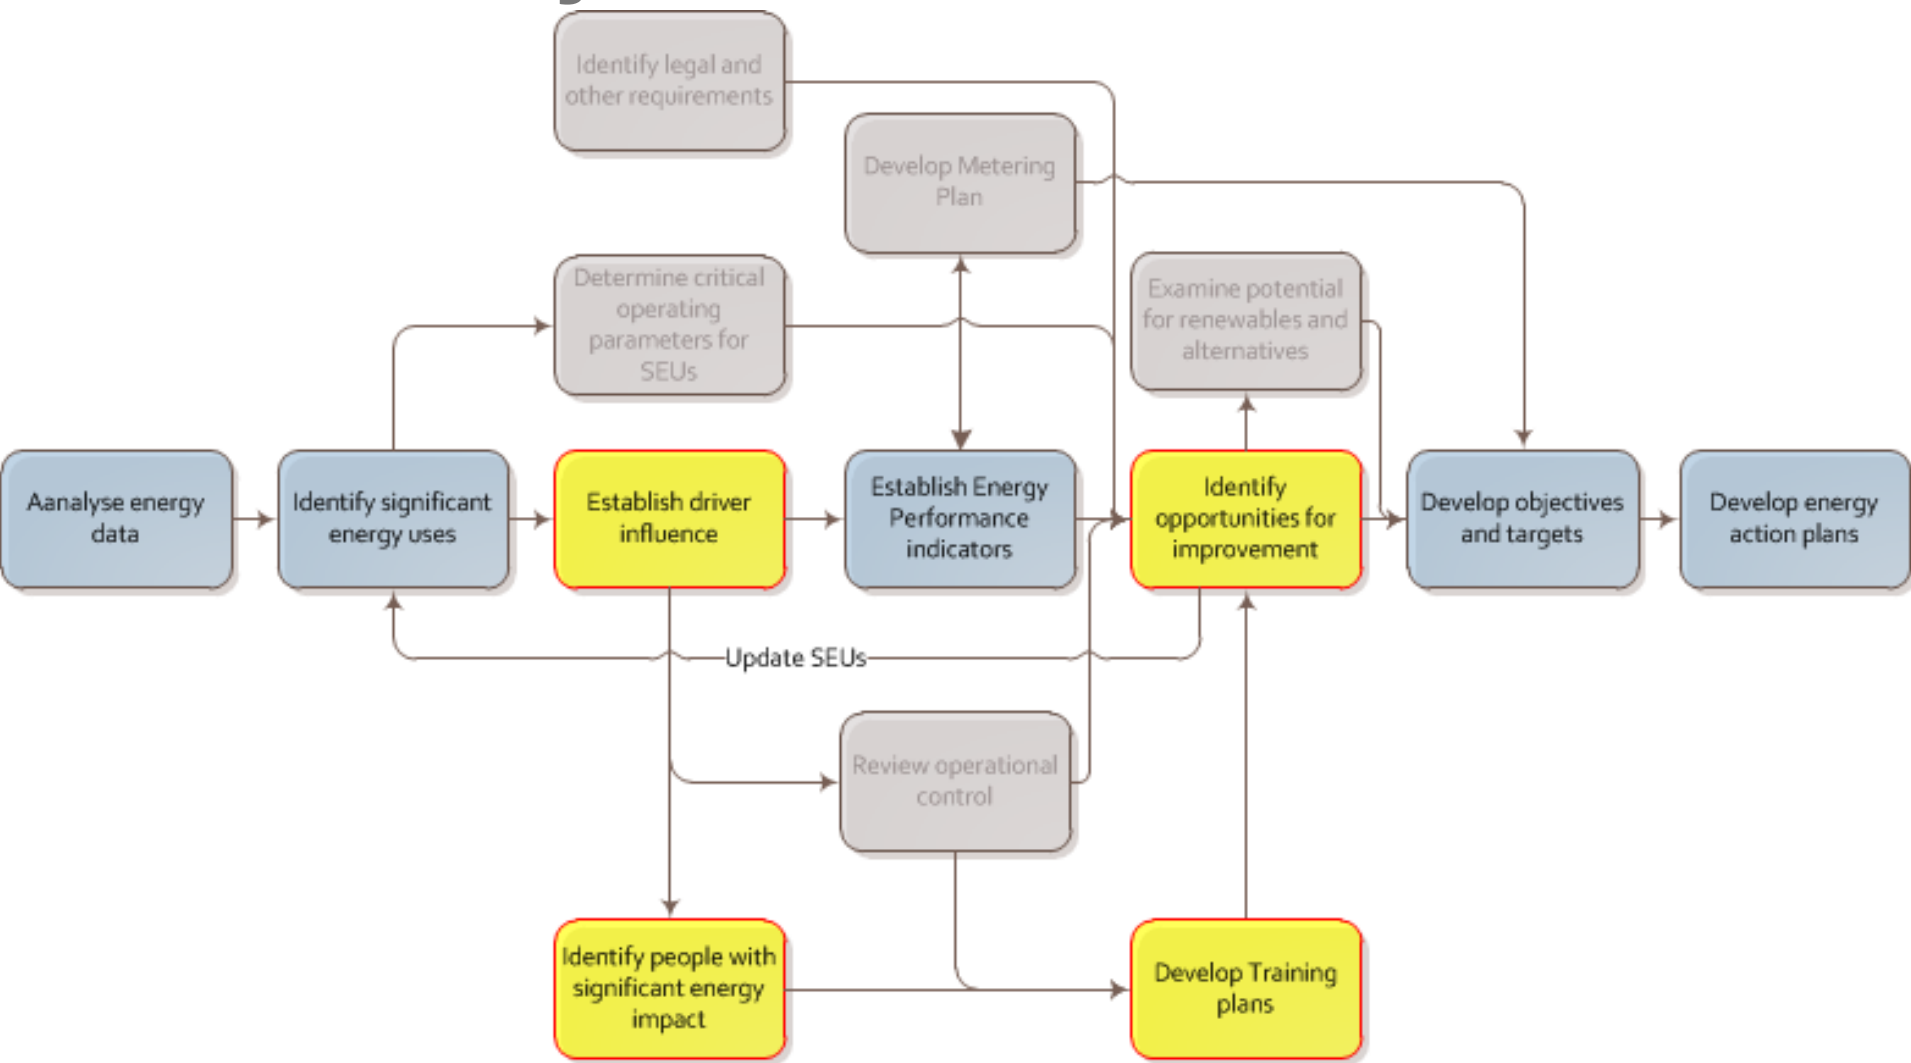 Identify legal and
other requirements
Develop Metering
Plan
Determine critical
operating
parameters for
SEUs
Examine potential
for renewables and
alternatives
Aanalyse energy
data
Identify significant
energy uses
Establish driver
influence
Establish Energy
Performance
indicators
Identify
opportunities for
improvement
Develop objectives
and targets
Develop energy
action plans
Update SEUs
Review operational
control
Identify people with
significant energy
impact
Develop Training
plans